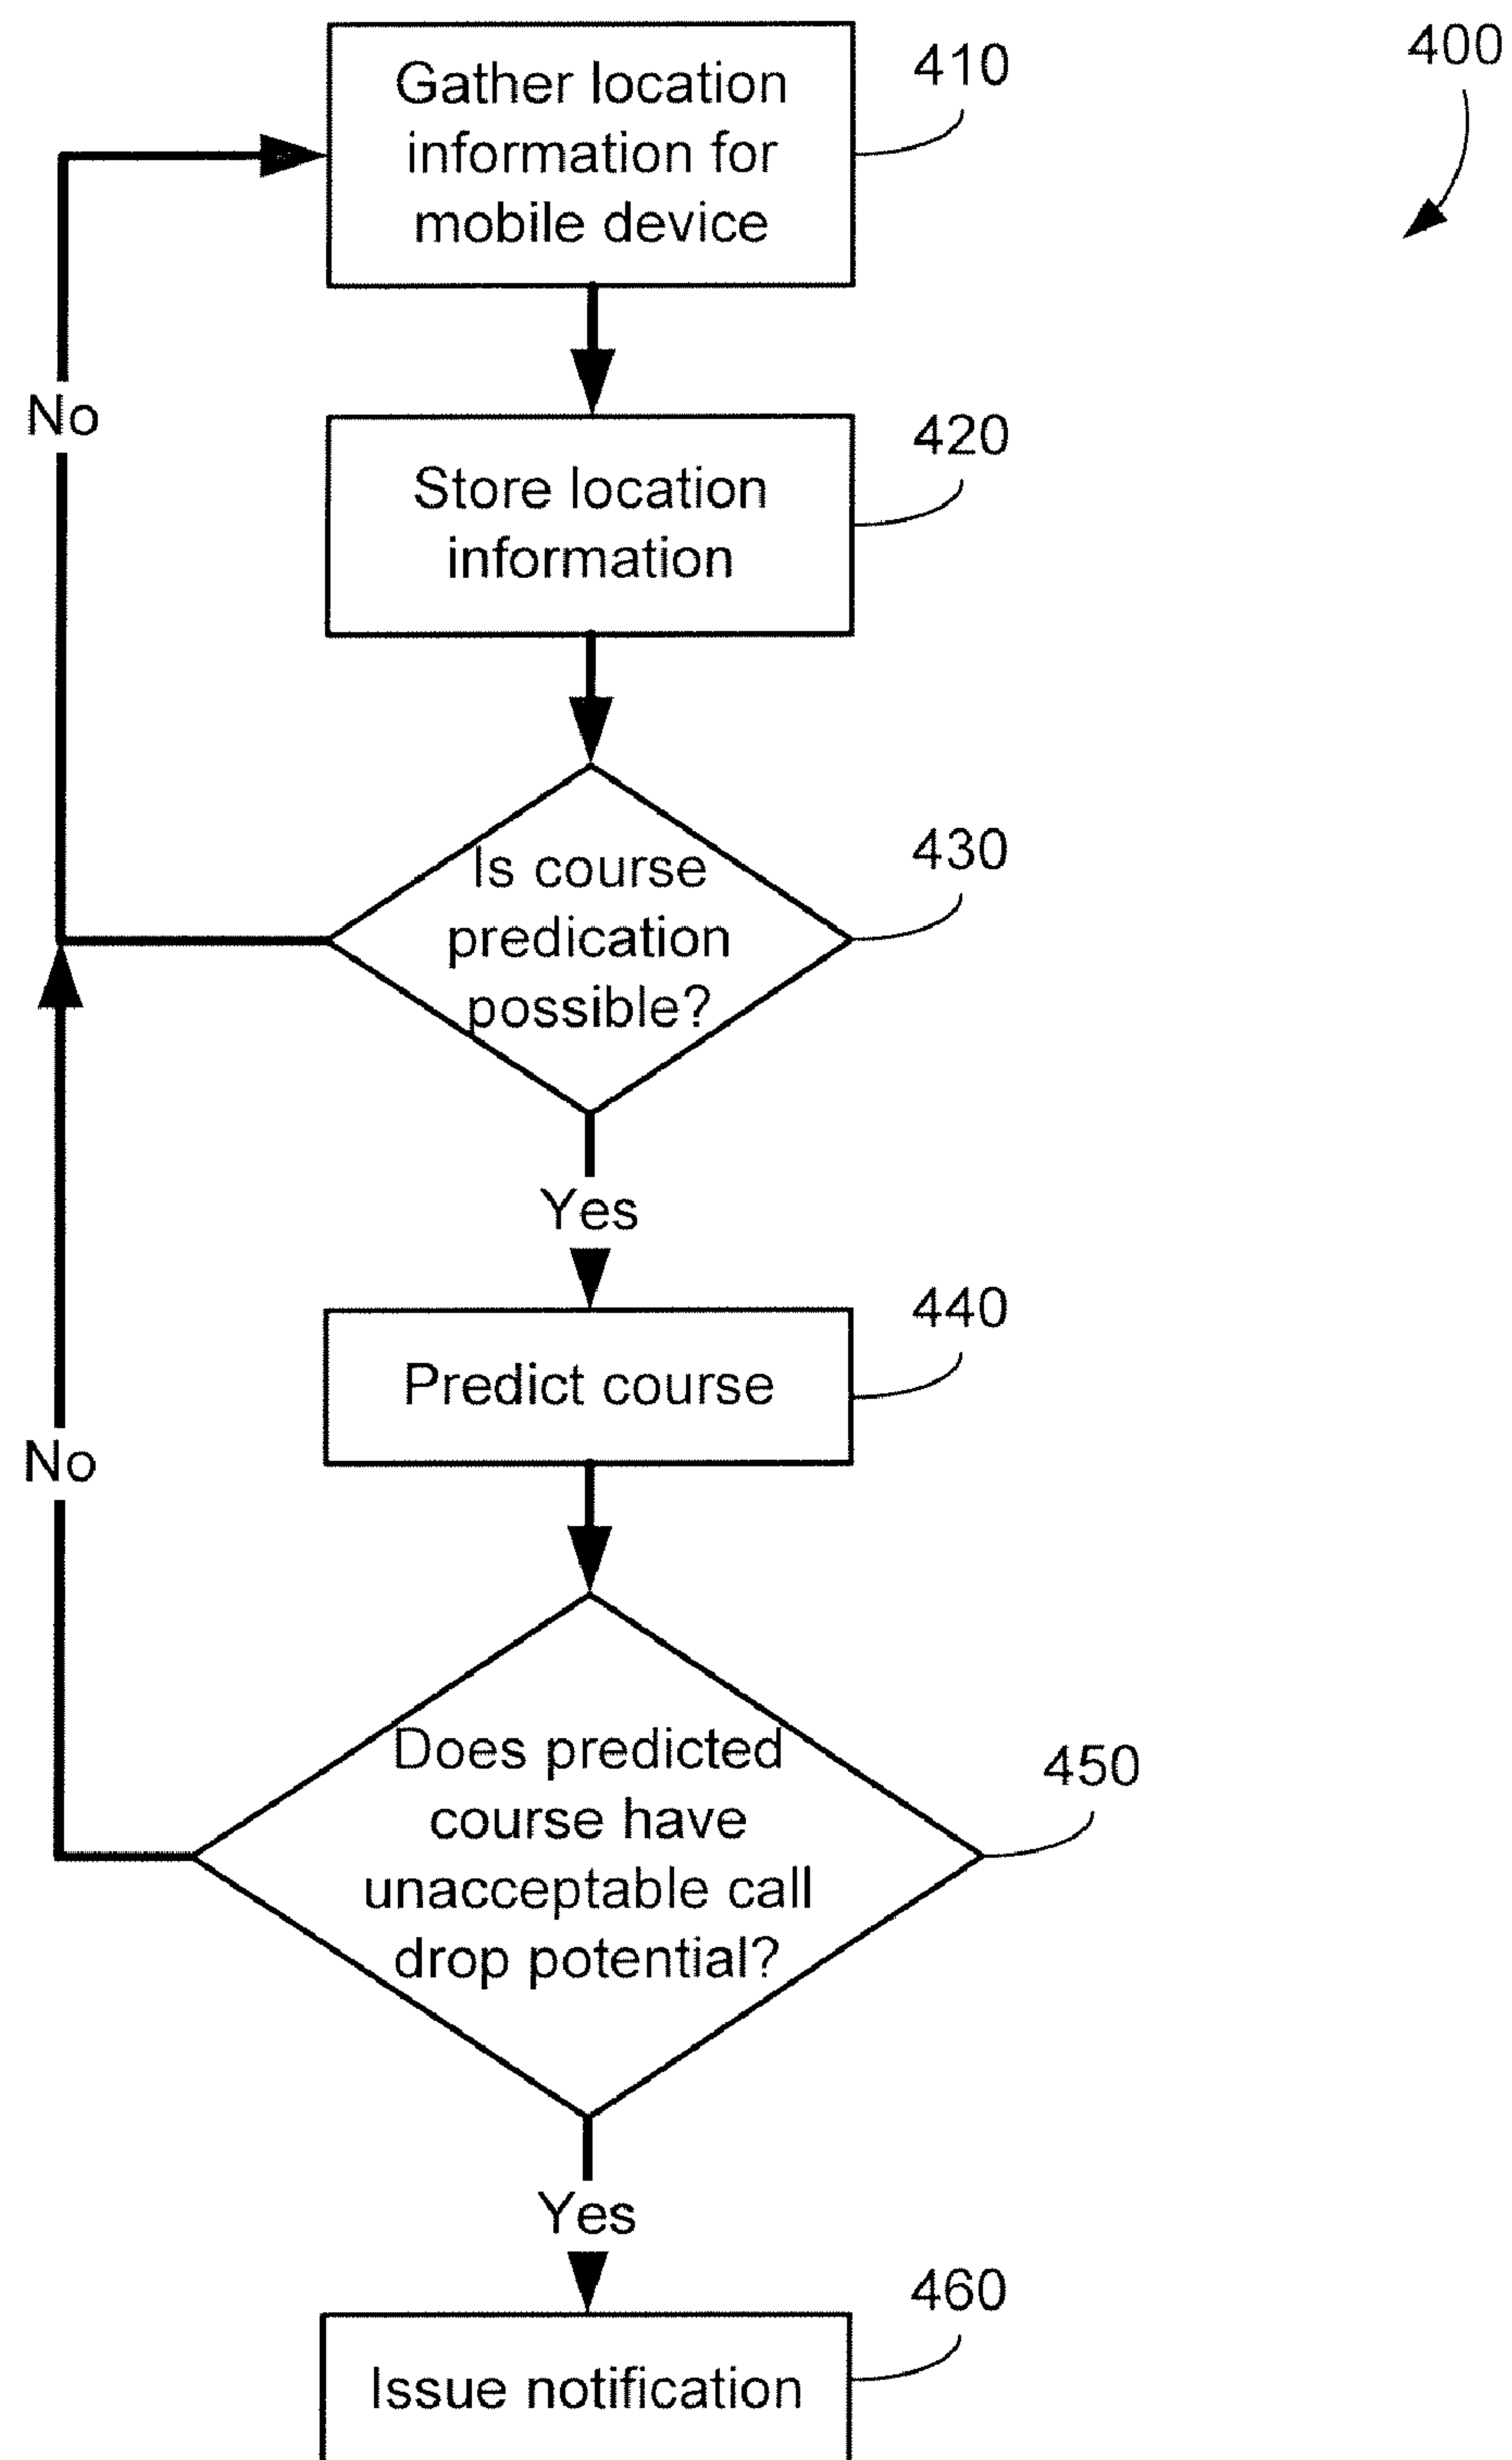 400
Gather location
information for
mobile device
410
No
Store location
information
420
Is course
predication
possible?
430
Yes
Predict course
440
No
Does predicted
course have
unacceptable call
drop potential?
450
Yes
Issue notification
460